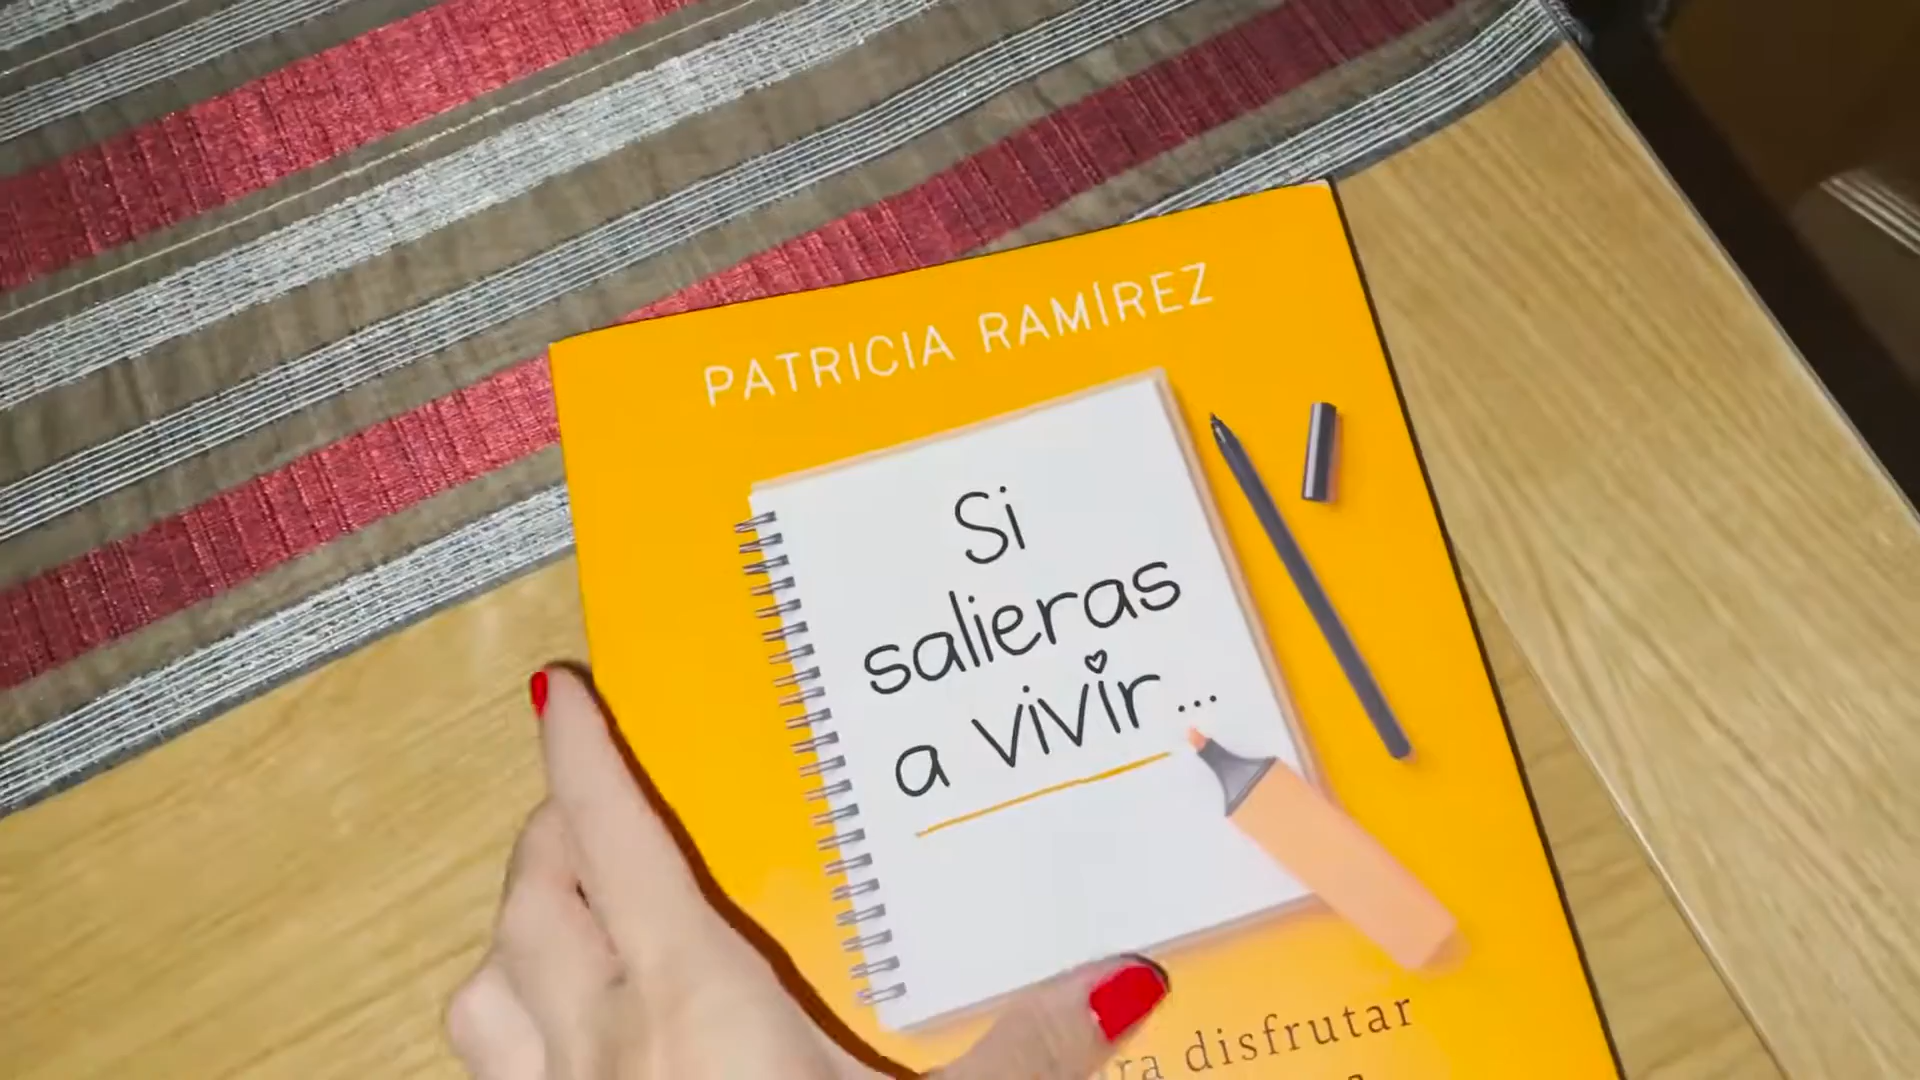 PATRICIA RAMÍREZ
Si
salieras
a vivir...
disfrutar